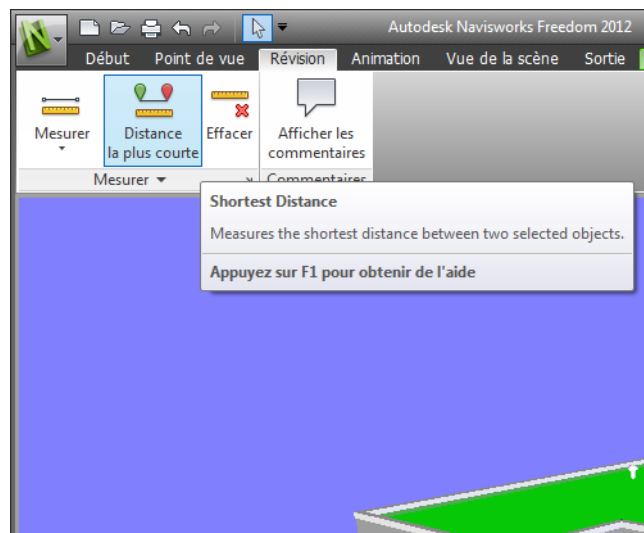 Autodesk Navisworks Freedom 2012
Début Point de vue Révision Animation Vue de la scène Sortie
Mesurer
Distance
la plus courte
Effacer
Afficher les
commentaires
Mesurer
Commentaires
Shortest Distance
Measures the shortest distance between two selected objects.
Appuyez sur F1 pour obtenir de l'aide